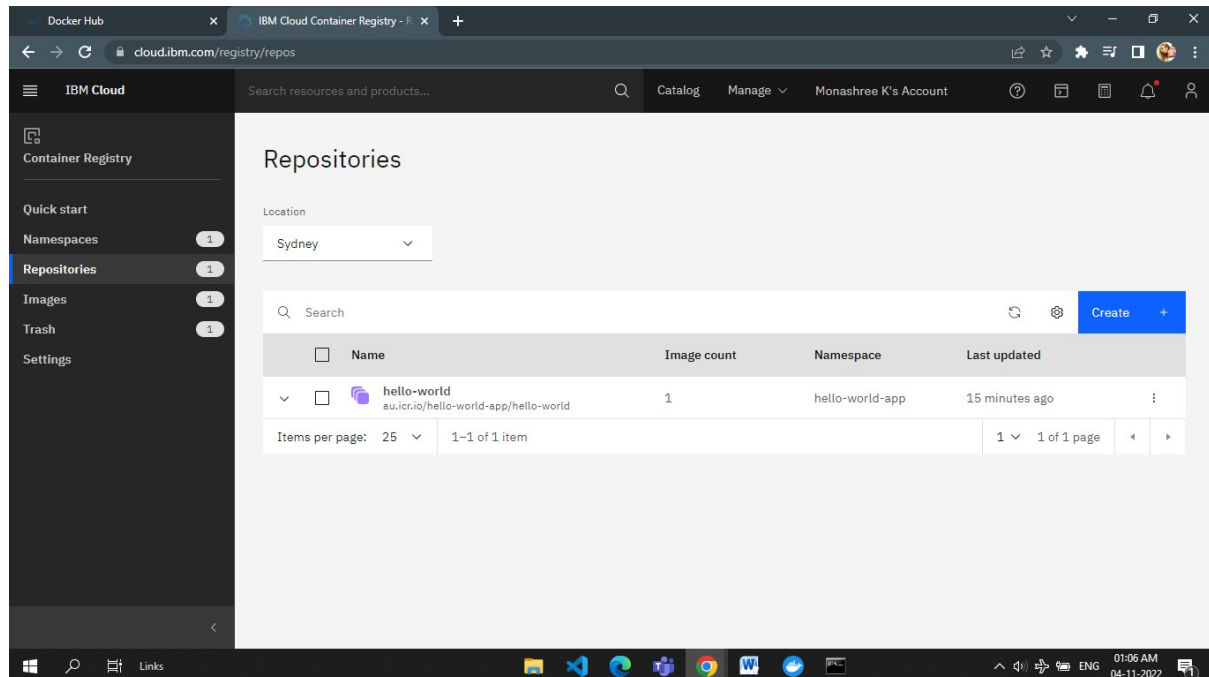 Docker Hub
IBM Cloud Container Registry - R
cloud.ibm.com/registry/repos
IBM Cloud
Search resources and products...
Catalog
Manage
Monashree K's Account
Container Registry
Quick start
Namespaces 1
Repositories 1
Images 1
Trash 1
Settings
Repositories
Location
Sydney
Search
Create +
Name Image count Namespace Last updated
hello-world
au.icr.io/hello-world-app/hello-world
1 hello-world-app 15 minutes ago
Items per page: 25 1–1 of 1 item 1 1 of 1 page
Links
ENG
01:06 AM
04-11-2022